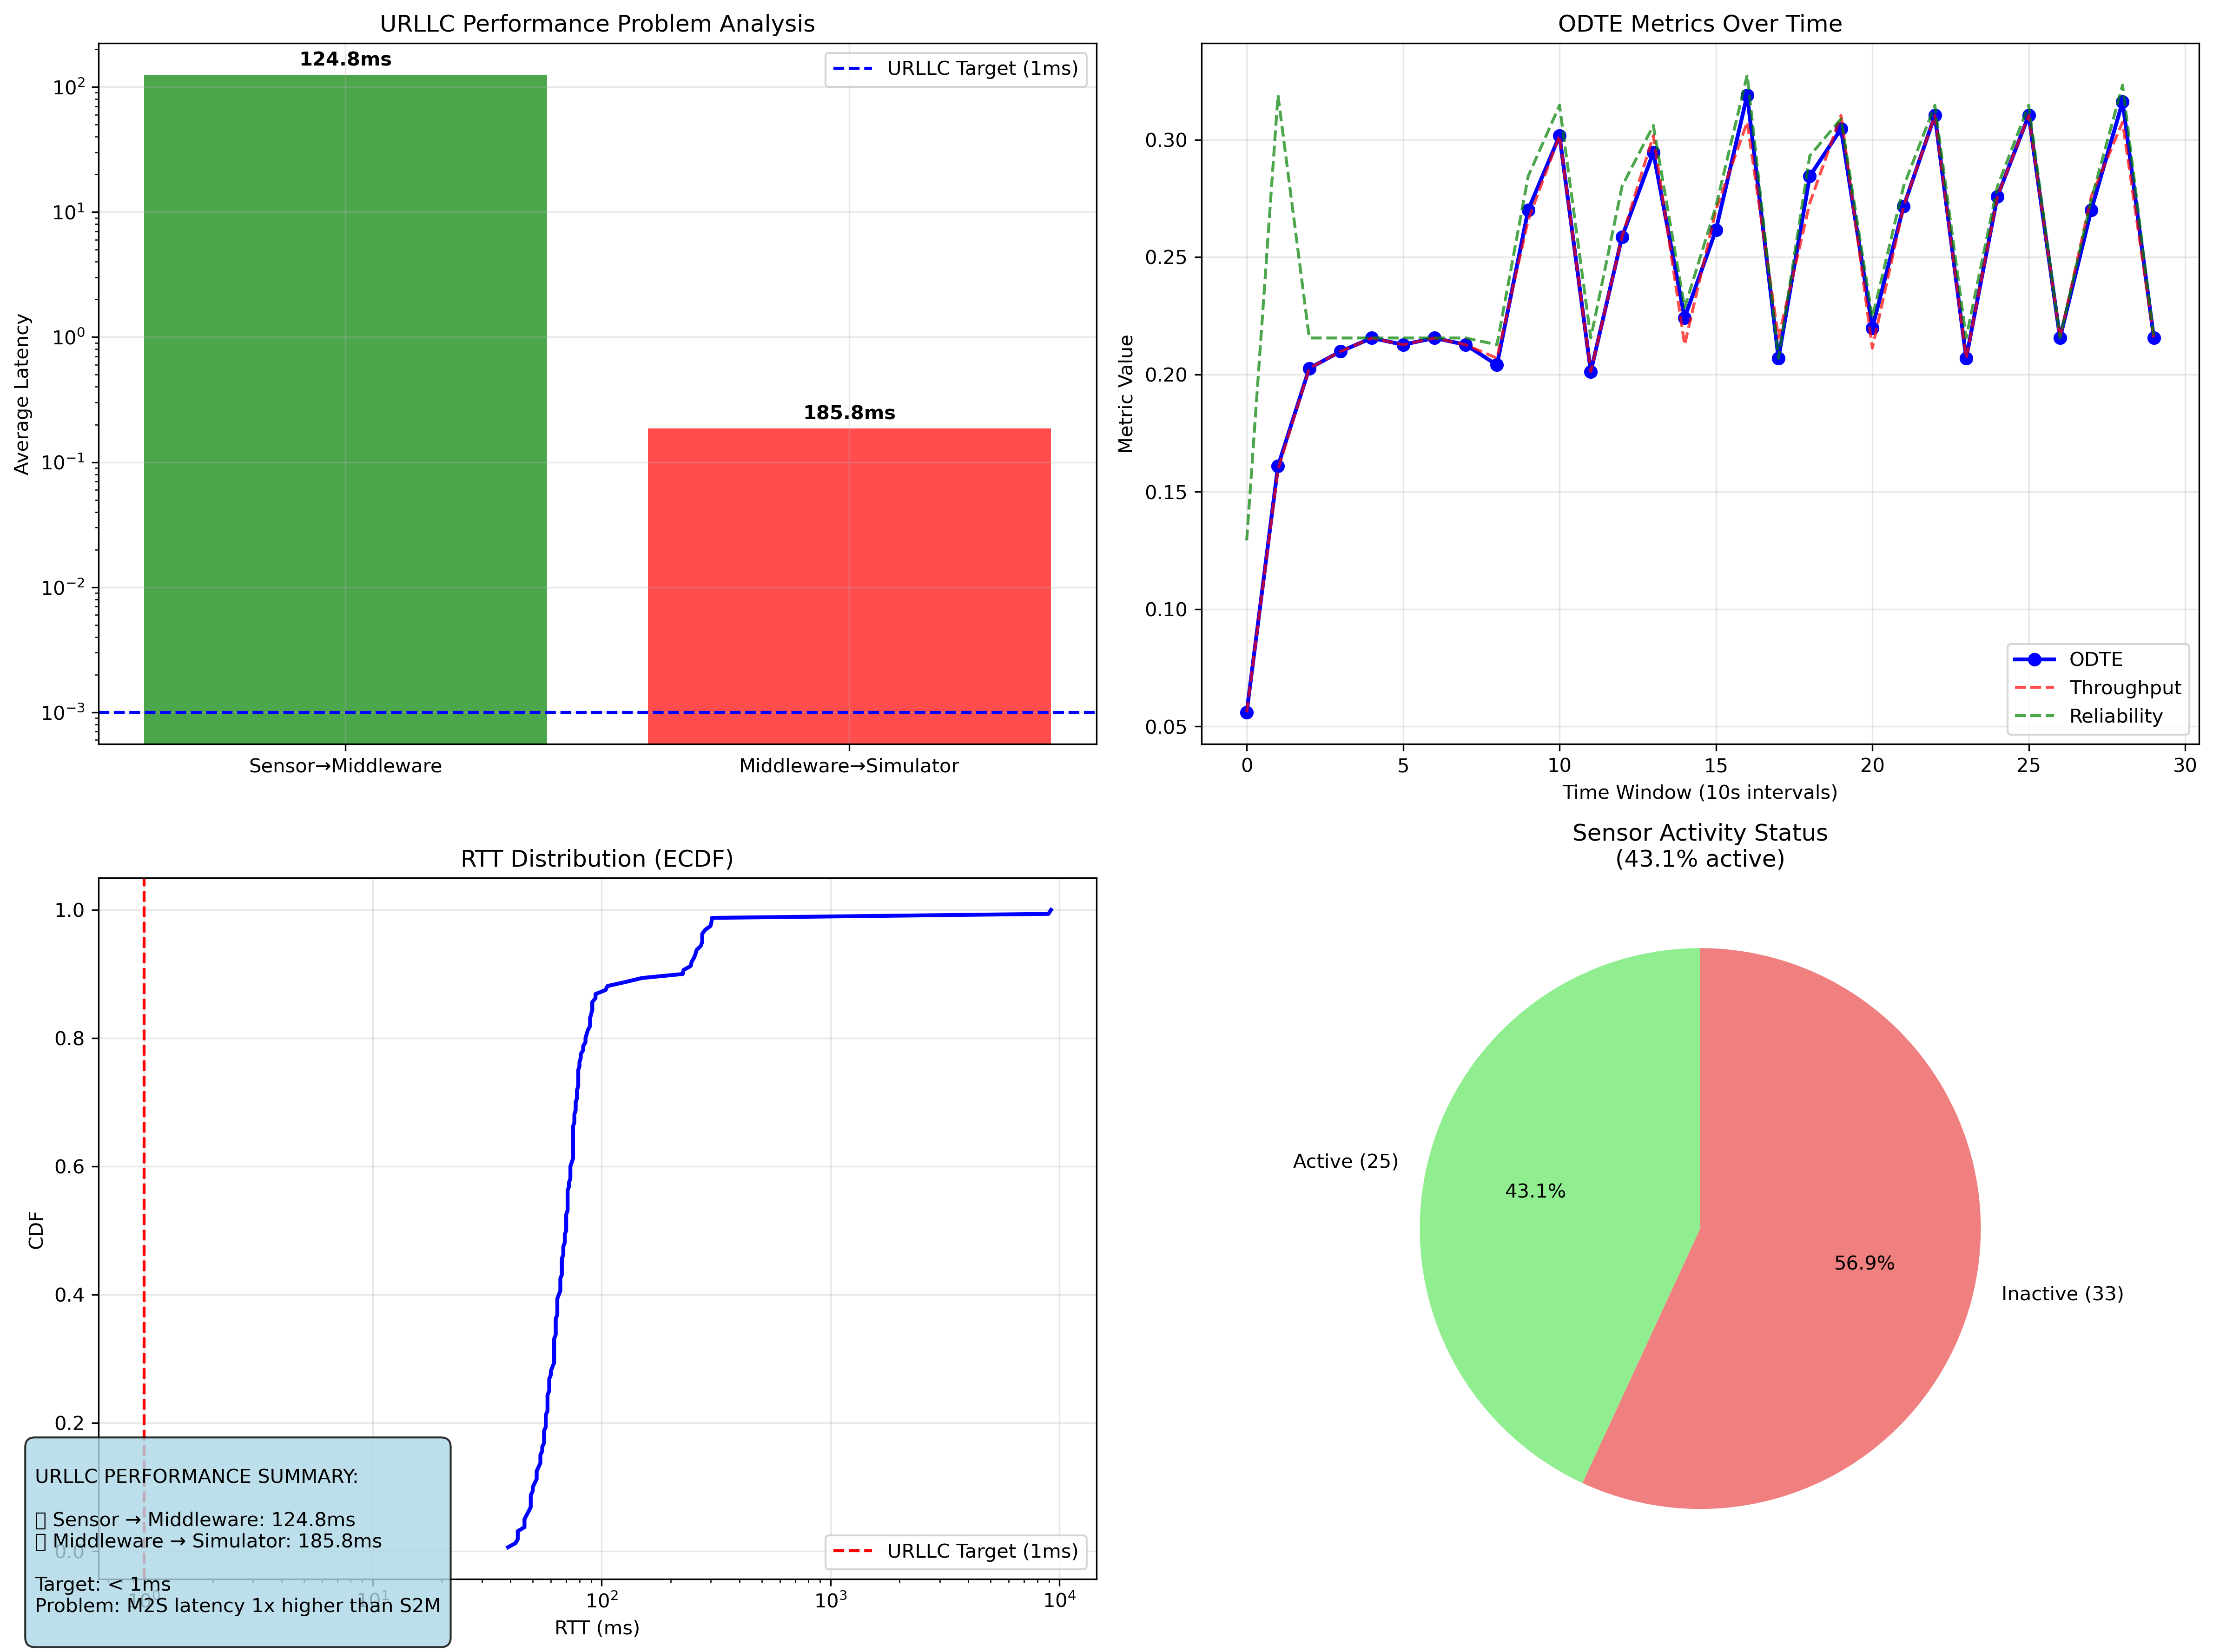 URLLC Performance Problem Analysis
124.8ms
185.8ms
URLLC Target (1ms)
Average Latency
10²
10¹
10⁰
10⁻¹
10⁻²
10⁻³
Sensor→Middleware
Middleware→Simulator
ODTE Metrics Over Time
Metric Value
0.30
0.25
0.20
0.15
0.10
0.05
ODTE
Throughput
Reliability
0
5
10
15
20
25
30
Time Window (10s intervals)
RTT Distribution (ECDF)
CDF
1.0
0.8
0.6
0.4
0.2
0.0
URLLC Target (1ms)
10⁰
10¹
10²
10³
10⁴
RTT (ms)
URLLC PERFORMANCE SUMMARY:
Sensor → Middleware: 124.8ms
Middleware → Simulator: 185.8ms
Target: < 1ms
Problem: M2S latency 1x higher than S2M
Sensor Activity Status
(43.1% active)
Active (25)
43.1%
56.9%
Inactive (33)